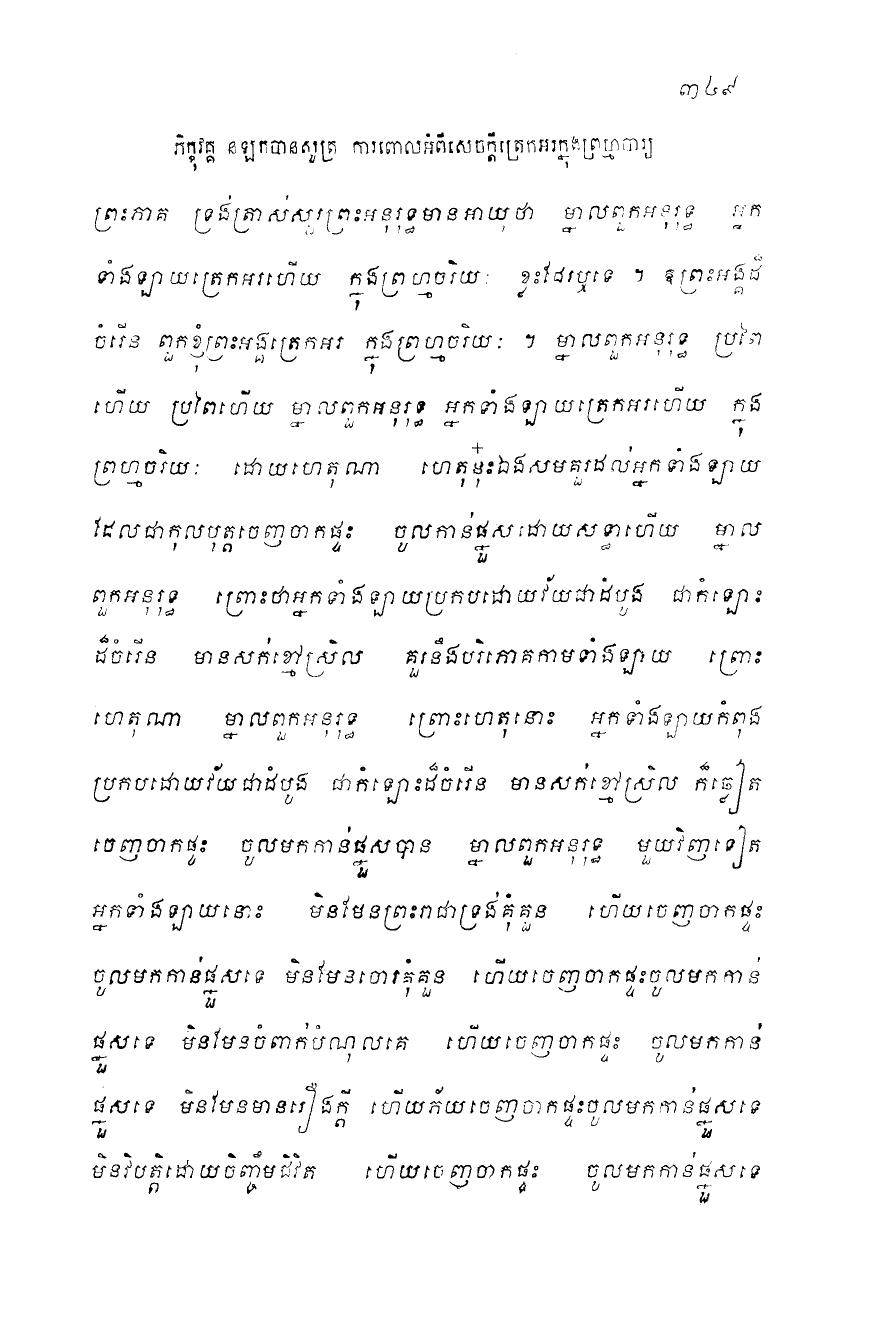 ៣៤៩
ភិក្ខុវគ្គ នឡកបានសូត្រ ការពោលអំពីសេចក្តីត្រេកអរក្នុងព្រហ្មចារ្យ
ព្រះភាគ ទ្រង់ត្រាស់សួរព្រះអនុរុទ្ធមានអាយុថា ម្នាលពួកអនុរុទ្ធ អ្នក
ទាំងឡាយត្រេកអរហើយ ក្នុងព្រហ្មចរិយៈ ខ្លះដែរឬទេ ។ ឱព្រះអង្គដ៏
ចំរើន ពួកខ្ញុំព្រះអង្គត្រេកអរ ក្នុងព្រហ្មចរិយៈ ។ ម្នាលពួកអនុរុទ្ធ ប្រពៃ
ហើយ ប្រពៃហើយ ម្នាលពួកអនុរុទ្ធ អ្នកទាំងឡាយត្រេកអរហើយ ក្នុង
ព្រហ្មចរិយៈ ដោយហេតុណា ហេតុនុ៎ះឯងសមគួរដល់អ្នកទាំងឡាយ
ដែលជាកុលបុត្តចេញចាកផ្ទះ ចូលកាន់ផ្នួសដោយសទ្ធាហើយ ម្នាល
ពួកអនុរុទ្ធ ព្រោះថាអ្នកទាំងឡាយប្រកបដោយវ័យជាដំបូង ជាកំឡោះ
ដ៏ចំរើន មានសក់ខ្មៅស្រិល គួរនឹងបរិភោគកាមទាំងឡាយ ព្រោះ
ហេតុណា ម្នាលពួកអនុរុទ្ធ ព្រោះហេតុនោះ អ្នកទាំងឡាយកំពុង
ប្រកបដោយវ័យជាដំបូង ជាកំឡោះដ៏ចំរើន មានសក់ខ្មៅស្រិល ក៏ឆ្លៀត
ចេញចាកផ្ទះ ចូលមកកាន់ផ្នួសបាន ម្នាលពួកអនុរុទ្ធ មួយវិញទៀត
អ្នកទាំងឡាយនោះ មិនមែនព្រះរាជាទ្រង់គុំគួន ហើយចេញចាកផ្ទះ
ចូលមកកាន់ផ្នួសទេ មិនមែនចោរគុំគួន ហើយចេញចាកផ្ទះចូលមកកាន់
ផ្នួសទេ មិនមែនចំពាក់បំណុលគេ ហើយចេញចាកផ្ទះ ចូលមកកាន់
ផ្នួសទេ មិនមែនមានរឿងក្តី ហើយភ័យចេញចាកផ្ទះចូលមកកាន់ផ្នួសទេ
មិនវិបត្តិដោយចិញ្ចឹមជីវិត ហើយចេញចាកផ្ទះ ចូលមកកាន់ផ្នួសទេ